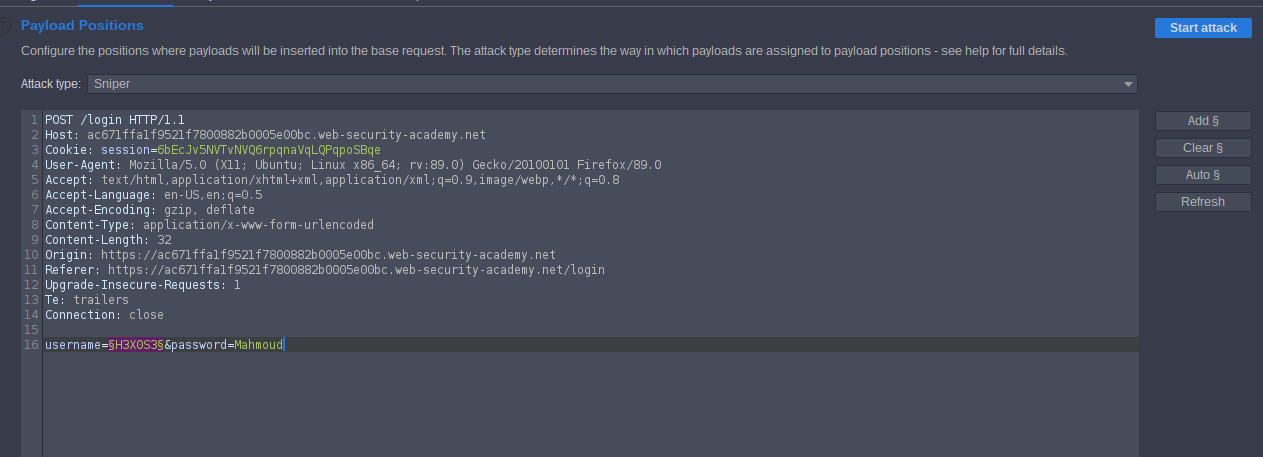 Payload Positions
Start attack
Configure the positions where payloads will be inserted into the base request. The attack type determines the way in which payloads are assigned to payload positions - see help for full details.
Attack type: Sniper
1 POST /login HTTP/1.1
2 Host: ac671ffa1f9521f7800882b0005e00bc.web-security-academy.net
3 Cookie: session=6bEcJv5NVTvNVQ6rpqnaVqLQPqpoSBqe
4 User-Agent: Mozilla/5.0 (X11; Ubuntu; Linux x86_64; rv:89.0) Gecko/20100101 Firefox/89.0
5 Accept: text/html,application/xhtml+xml,application/xml;q=0.9,image/webp,*/*;q=0.8
6 Accept-Language: en-US,en;q=0.5
7 Accept-Encoding: gzip, deflate
8 Content-Type: application/x-www-form-urlencoded
9 Content-Length: 32
10 Origin: https://ac671ffa1f9521f7800882b0005e00bc.web-security-academy.net
11 Referer: https://ac671ffa1f9521f7800882b0005e00bc.web-security-academy.net/login
12 Upgrade-Insecure-Requests: 1
13 Te: trailers
14 Connection: close
15
16 username=§H3X0S3§&password=Mahmoud
Add §
Clear §
Auto §
Refresh